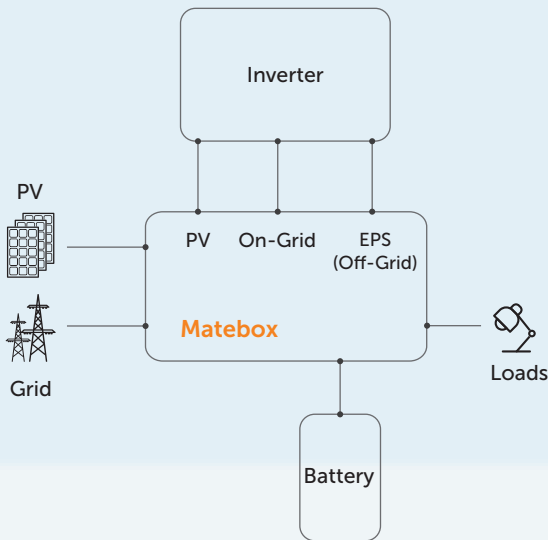 Inverter
PV
PV On-Grid EPS
(Off-Grid)
Matebox
Grid
Loads
Battery